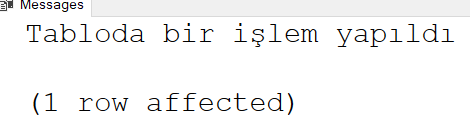 Messages
Tabloda bir işlem yapıldı
(1 row affected)